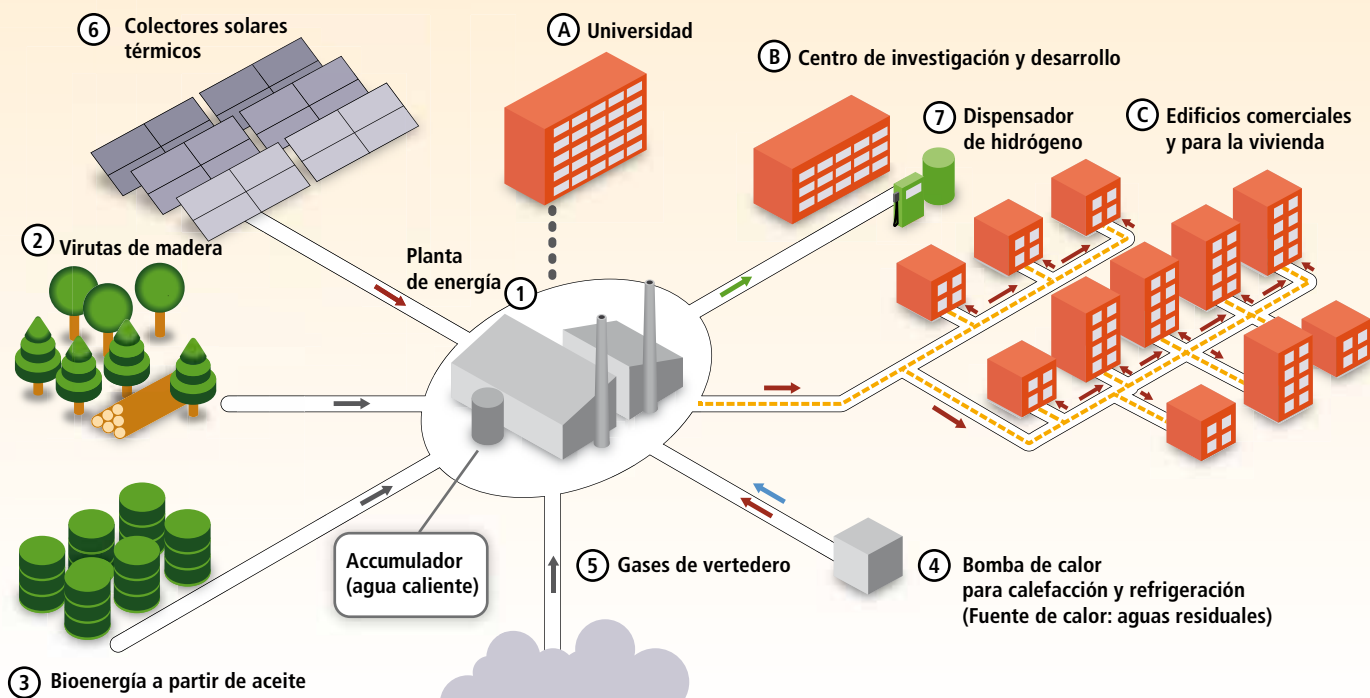 6 Colectores solares
térmicos
A Universidad
B Centro de investigación y desarrollo
7 Dispensador
de hidrógeno
C Edificios comerciales
y para la vivienda
2 Virutas de madera
Planta
de energía 1
Accumulador
(agua caliente)
5 Gases de vertedero
4 Bomba de calor
para calefacción y refrigeración
(Fuente de calor: aguas residuales)
3 Bioenergía a partir de aceite